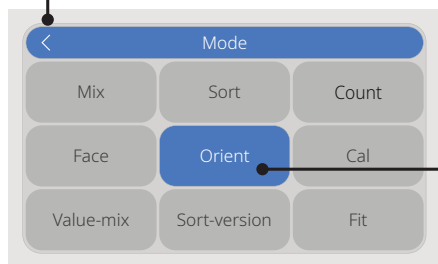 Mode
Mix Sort Count
Face Orient Cal
Value-mix Sort-version Fit